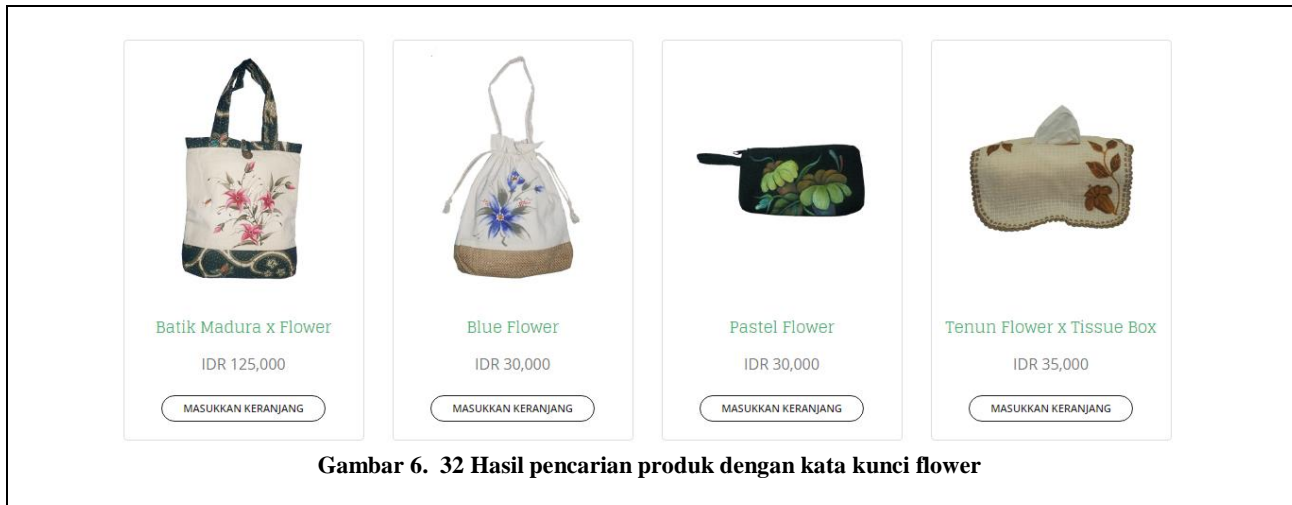 Batik Madura x Flower
IDR 125,000
MASUKKAN KERANJANG
Blue Flower
IDR 30,000
MASUKKAN KERANJANG
Pastel Flower
IDR 30,000
MASUKKAN KERANJANG
Tenun Flower x Tissue Box
IDR 35,000
MASUKKAN KERANJANG
Gambar 6. 32 Hasil pencarian produk dengan kata kunci flower